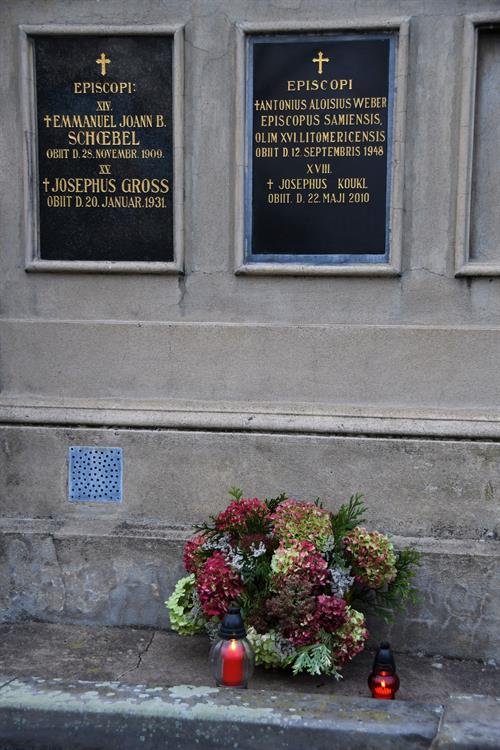 EPISCOPI:
XIV.
†EMMANUEL JOANN B.
SCHŒBEL
OBIIT D. 28. NOVEMBR. 1909.
XV
†JOSEPHUS GROSS
OBIIT D. 20. JANUAR. 1931.
EPISCOPI
†ANTONIUS ALOISIUS WEBER
EPISCOPUS SAMIENSIS,
OLIM XVI. LITOMERICENSIS
OBIIT D. 12. SEPTEMBRIS 1948
XVIII.
† JOSEPHUS KOUKL
OBIIT. D. 22. MAJI 2010